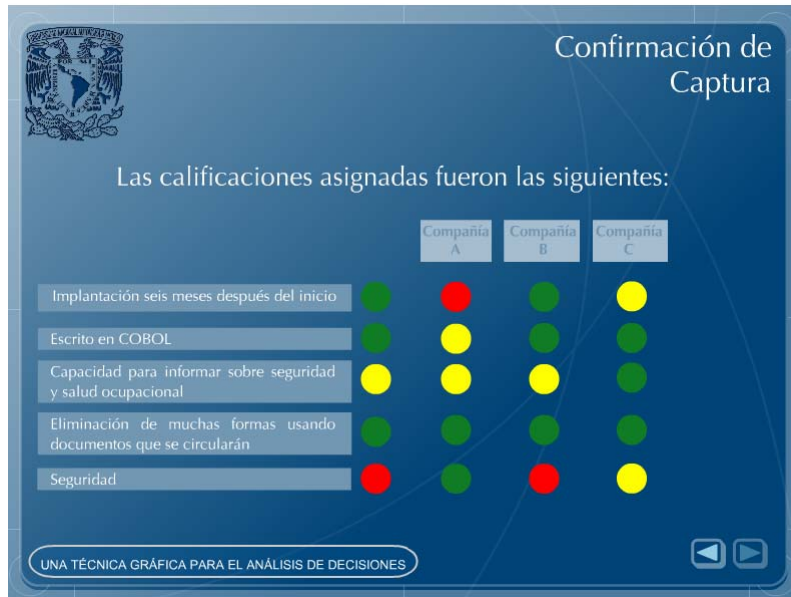 Confirmación de
Captura
Las calificaciones asignadas fueron las siguientes:
Compañía
A
Compañía
B
Compañía
C
Implantación seis meses después del inicio
Escrito en COBOL
Capacidad para informar sobre seguridad
y salud ocupacional
Eliminación de muchas formas usando
documentos que se circularán
Seguridad
UNA TÉCNICA GRÁFICA PARA EL ANÁLISIS DE DECISIONES